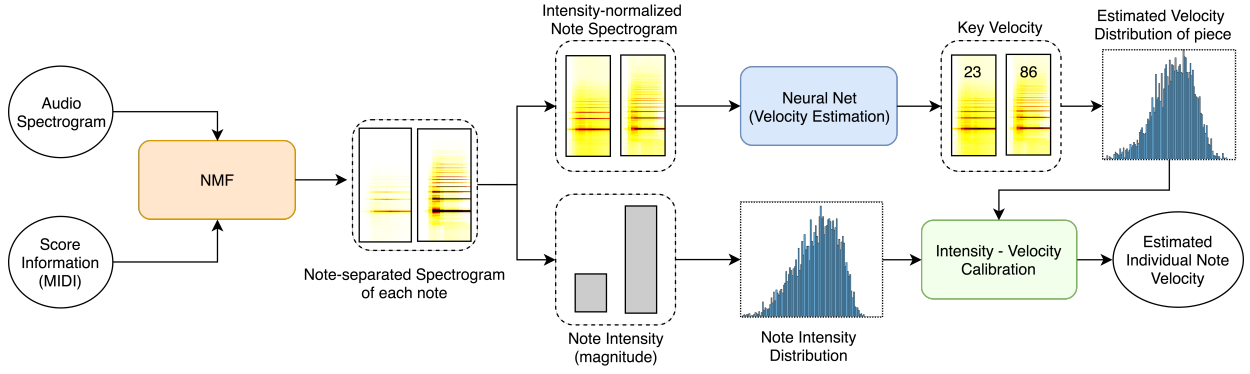 Audio
Spectrogram
Score
Information
(MIDI)
NMF
Note-separated Spectrogram
of each note
Intensity-normalized
Note Spectrogram
Note Intensity
(magnitude)
Neural Net
(Velocity Estimation)
Note Intensity
Distribution
Key Velocity
23
86
Estimated Velocity
Distribution of piece
Intensity - Velocity
Calibration
Estimated
Individual Note
Velocity